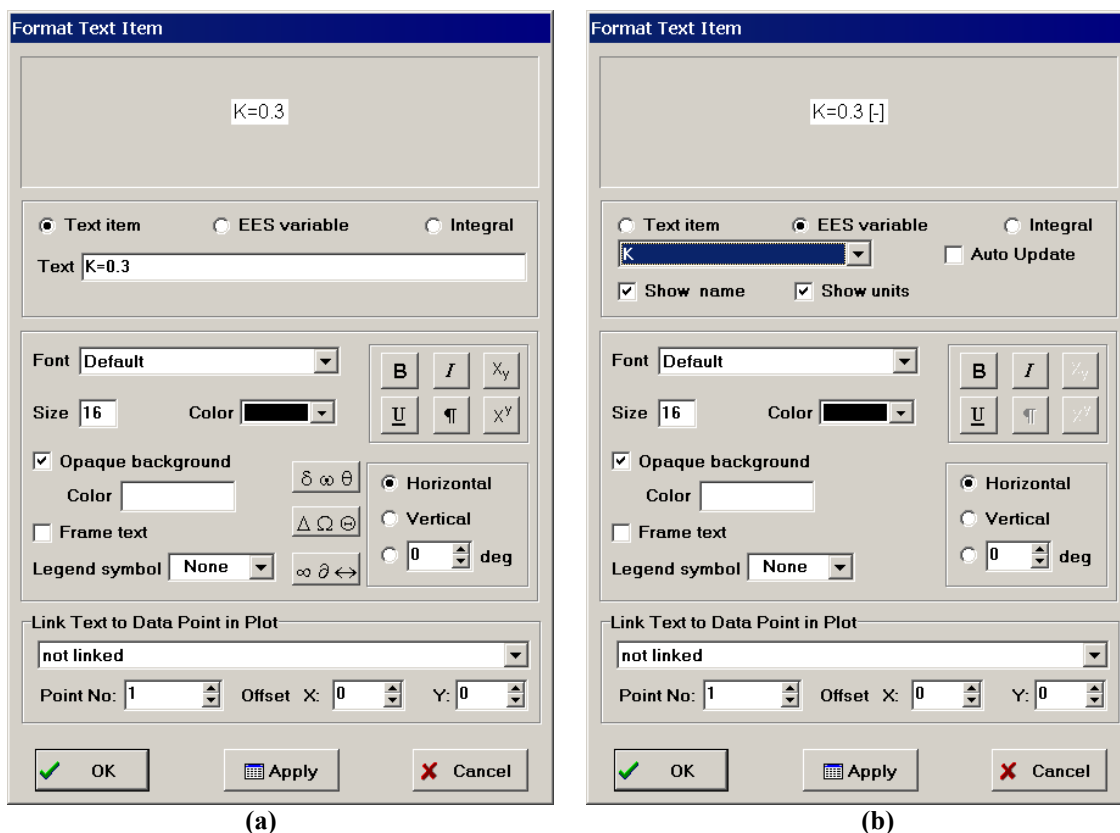 Format Text Item
K=0.3
Text item EES variable Integral
Text K=0.3
Font Default
B I Xy
Size 16 Color
U ¶ X^y
Opaque background
δ ω θ
Color
Horizontal
Δ Ω Θ
Vertical
Frame text
0 deg
Legend symbol None
∞ ∂ ↔
Link Text to Data Point in Plot
not linked
Point No: 1 Offset X: 0 Y: 0
OK Apply Cancel
(a)
Format Text Item
K=0.3 [-]
Text item EES variable Integral
K Auto Update
Show name Show units
Font Default
B I Xy
Size 16 Color
U ¶ X^y
Opaque background
Color
Horizontal
Vertical
Frame text
0 deg
Legend symbol None
Link Text to Data Point in Plot
not linked
Point No: 1 Offset X: 0 Y: 0
OK Apply Cancel
(b)